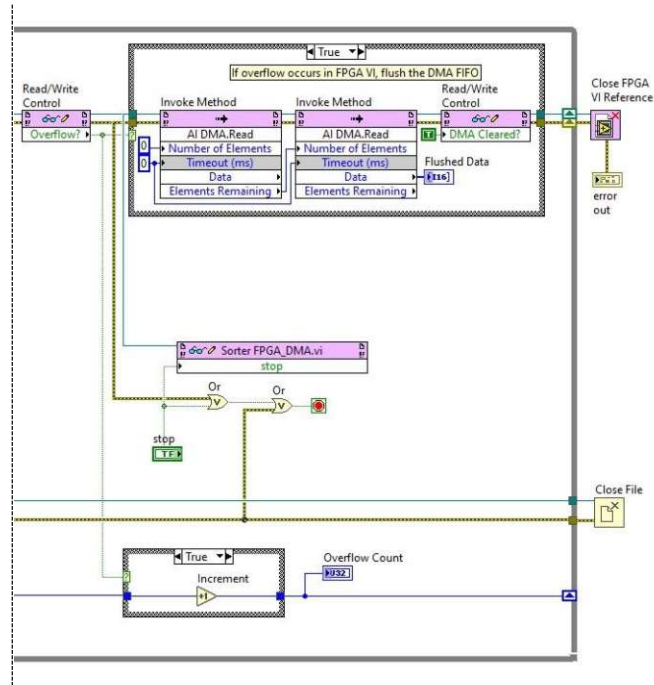 True
If overflow occurs in FPGA VI, flush the DMA FIFO
Close FPGA
VI Reference
Read/Write
Control
Overflow?
Invoke Method
AI DMA.Read
Number of Elements
Timeout (ms)
Data
Elements Remaining
0
0
Invoke Method
AI DMA.Read
Number of Elements
Timeout (ms)
Data
Elements Remaining
Read/Write
Control
T
DMA Cleared?
Flushed Data
I16
error
out
Sorter FPGA_DMA.vi
stop
Or
Or
stop
TF
Close File
True
Increment
+1
Overflow Count
U32